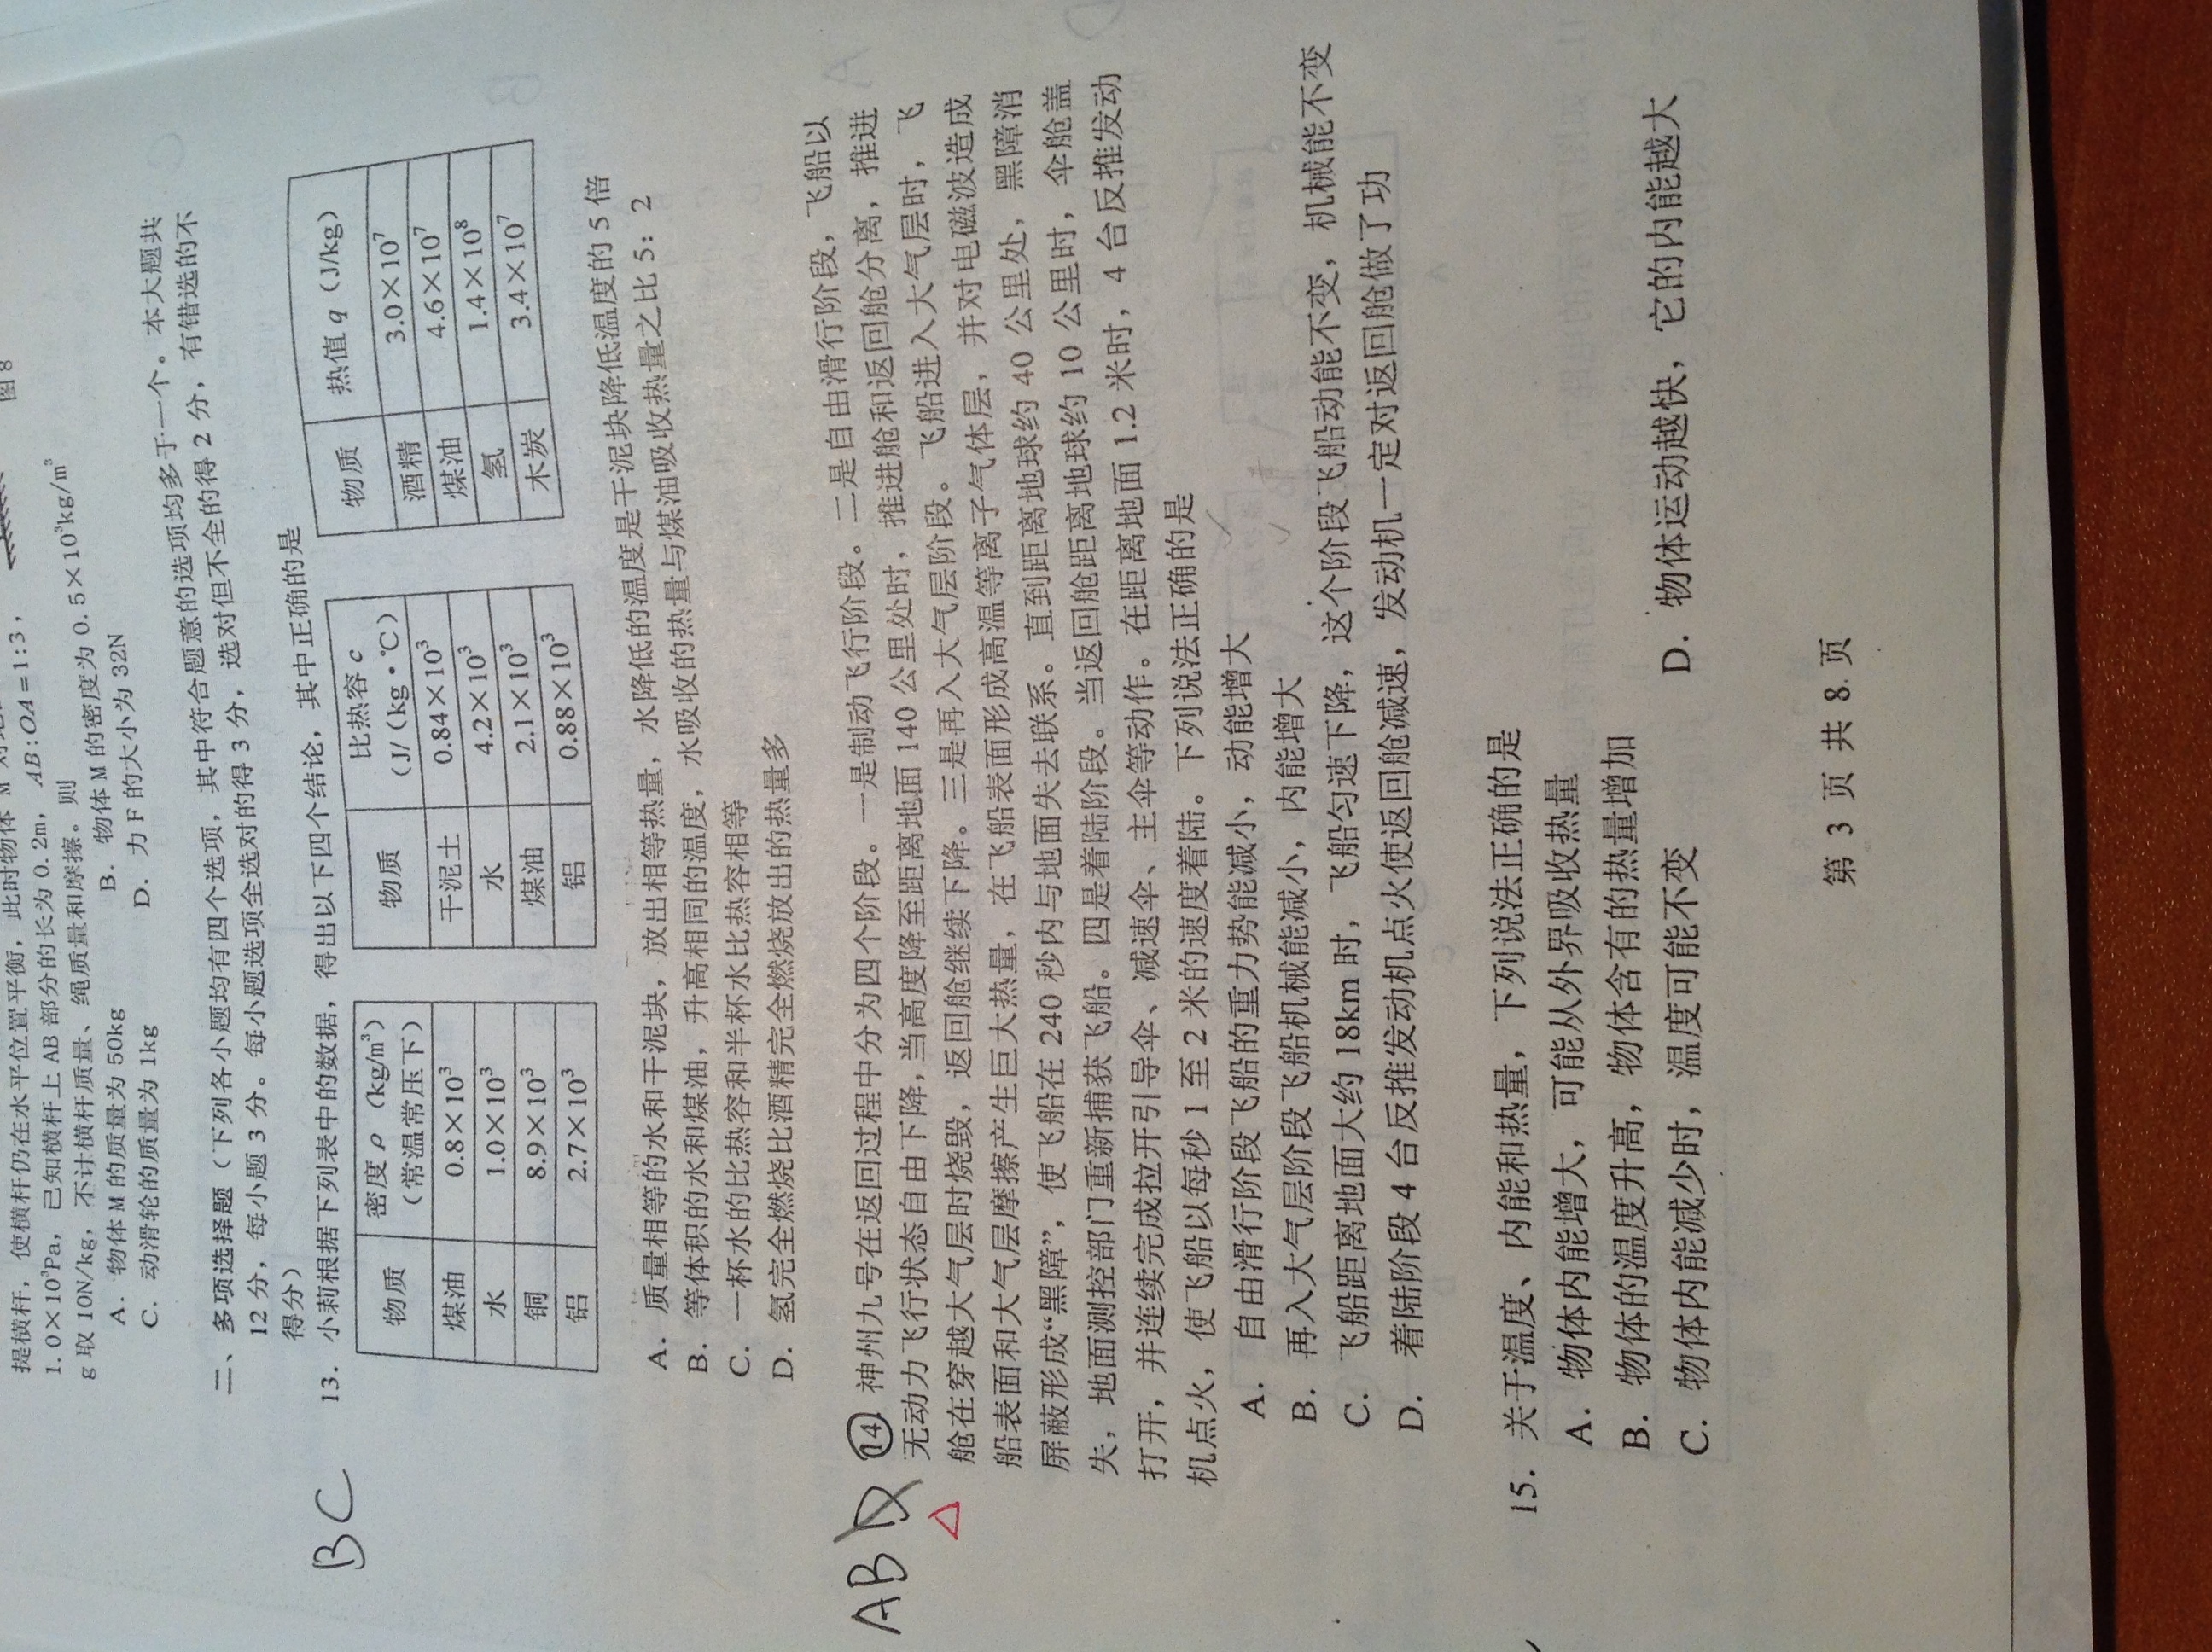 提横杆，使横杆仍在水平位置平衡，此时物体 M 对地
图 8
1.0×10³Pa，已知横杆上 AB 部分的长为 0.2m，AB:OA=1:3，
g 取 10N/kg，不计横杆质量、绳质量和摩擦。则
A. 物体 M 的质量为 50kg
B. 物体 M 的密度为 0.5×10³kg/m³
C. 动滑轮的质量为 1kg
D. 力 F 的大小为 32N
二、多项选择题（下列各小题均有四个选项，其中符合题意的选项均多于一个。本大题共
12 分，每小题 3 分。每小题选项全选对的得 3 分，选对但不全的得 2 分，有错选的不
得分）
BC
13. 小莉根据下列表中的数据，得出以下四个结论，其中正确的是
物质 密度 ρ（kg/m³）（常温常压下）
煤油 0.8×10³
水 1.0×10³
铜 8.9×10³
铝 2.7×10³
物质 比热容 c（J/（kg·℃）
干泥土 0.84×10³
水 4.2×10³
煤油 2.1×10³
铝 0.88×10³
物质 热值 q（J/kg）
酒精 3.0×10⁷
煤油 4.6×10⁷
氢 1.4×10⁸
木炭 3.4×10⁷
A. 质量相等的水和干泥块，放出相等热量，水降低的温度是干泥块降低温度的 5 倍
B. 等体积的水和煤油，升高相同的温度，水吸收的热量与煤油吸收热量之比 5：2
C. 一杯水的比热容和半杯水比热容相等
D. 氢完全燃烧比酒精完全燃烧放出的热量多
ABD
14 神州九号在返回过程中分为四个阶段。一是制动飞行阶段。二是自由滑行阶段，飞船以
无动力飞行状态自由下降，当高度降至距离地面 140 公里处时，推进舱和返回舱分离，推进
舱在穿越大气层时烧毁，返回舱继续下降。三是再入大气层阶段。飞船进入大气层时，飞
船表面和大气层摩擦产生巨大热量，在飞船表面形成高温等离子气体层，并对电磁波造成
屏蔽形成“黑障”，使飞船在 240 秒内与地面失去联系。直到距离地球约 40 公里处，黑障消
失，地面测控部门重新捕获飞船。四是着陆阶段。当返回舱距离地球约 10 公里时，伞舱盖
打开，并连续完成拉开引导伞、减速伞、主伞等动作。在距离地面 1.2 米时，4 台反推发动
机点火，使飞船以每秒 1 至 2 米的速度着陆。下列说法正确的是
A. 自由滑行阶段飞船的重力势能减小，动能增大
B. 再入大气层阶段飞船机械能减小，内能增大
C. 飞船距离地面大约 18km 时，飞船匀速下降，这个阶段飞船动能不变，机械能不变
D. 着陆阶段 4 台反推发动机点火使返回舱减速，发动机一定对返回舱做了功
15. 关于温度、内能和热量，下列说法正确的是
A. 物体内能增大，可能从外界吸收热量
B. 物体的温度升高，物体含有的热量增加
C. 物体内能减少时，温度可能不变
D. 物体运动越快，它的内能越大
第 3 页 共 8 页